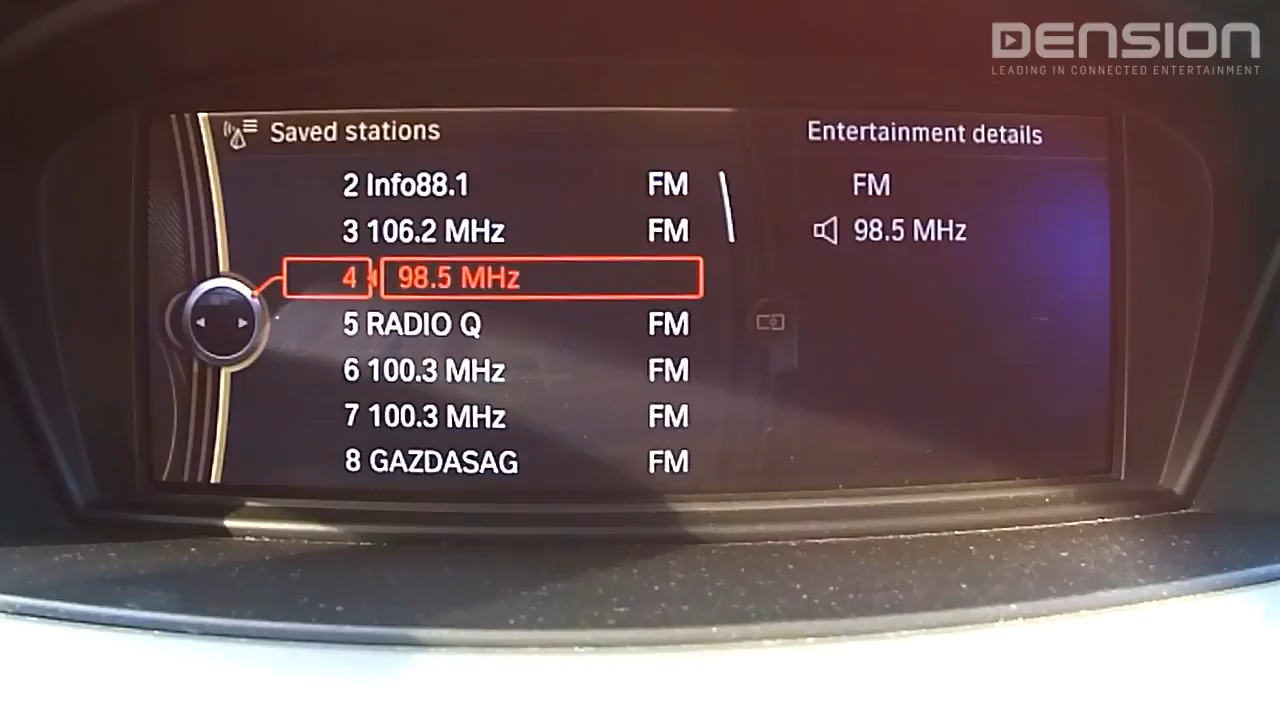 DENSION
LEADING IN CONNECTED ENTERTAINMENT
Saved stations
Entertainment details
2 Info88.1 FM
FM
3 106.2 MHz FM
98.5 MHz
4 98.5 MHz
5 RADIO Q FM
6 100.3 MHz FM
7 100.3 MHz FM
8 GAZDASAG FM